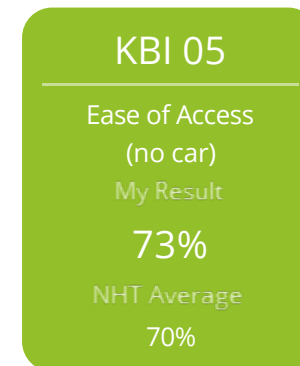 KBI 05
Ease of Access
(no car)
My Result
73%
NHT Average
70%